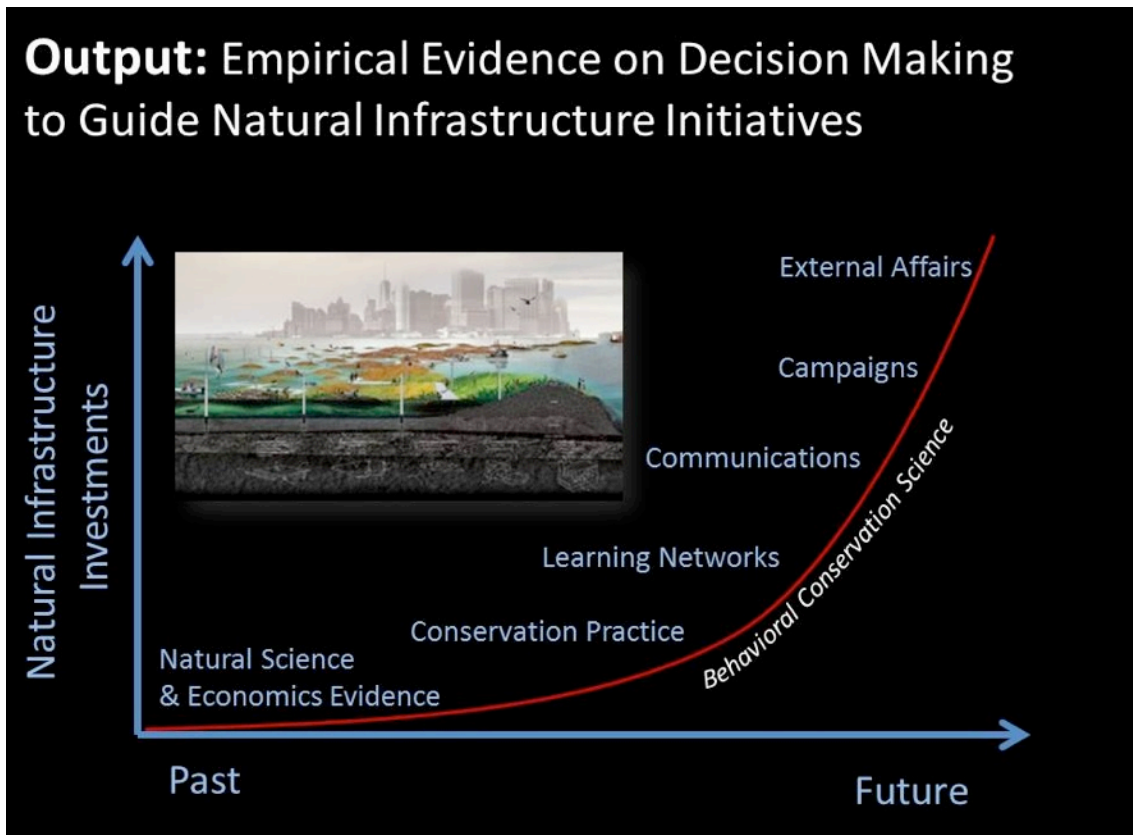 Output: Empirical Evidence on Decision Making
to Guide Natural Infrastructure Initiatives
Natural Infrastructure
Investments
External Affairs
Campaigns
Communications
Learning Networks
Conservation Practice
Natural Science
& Economics Evidence
Behavioral Conservation Science
Past
Future